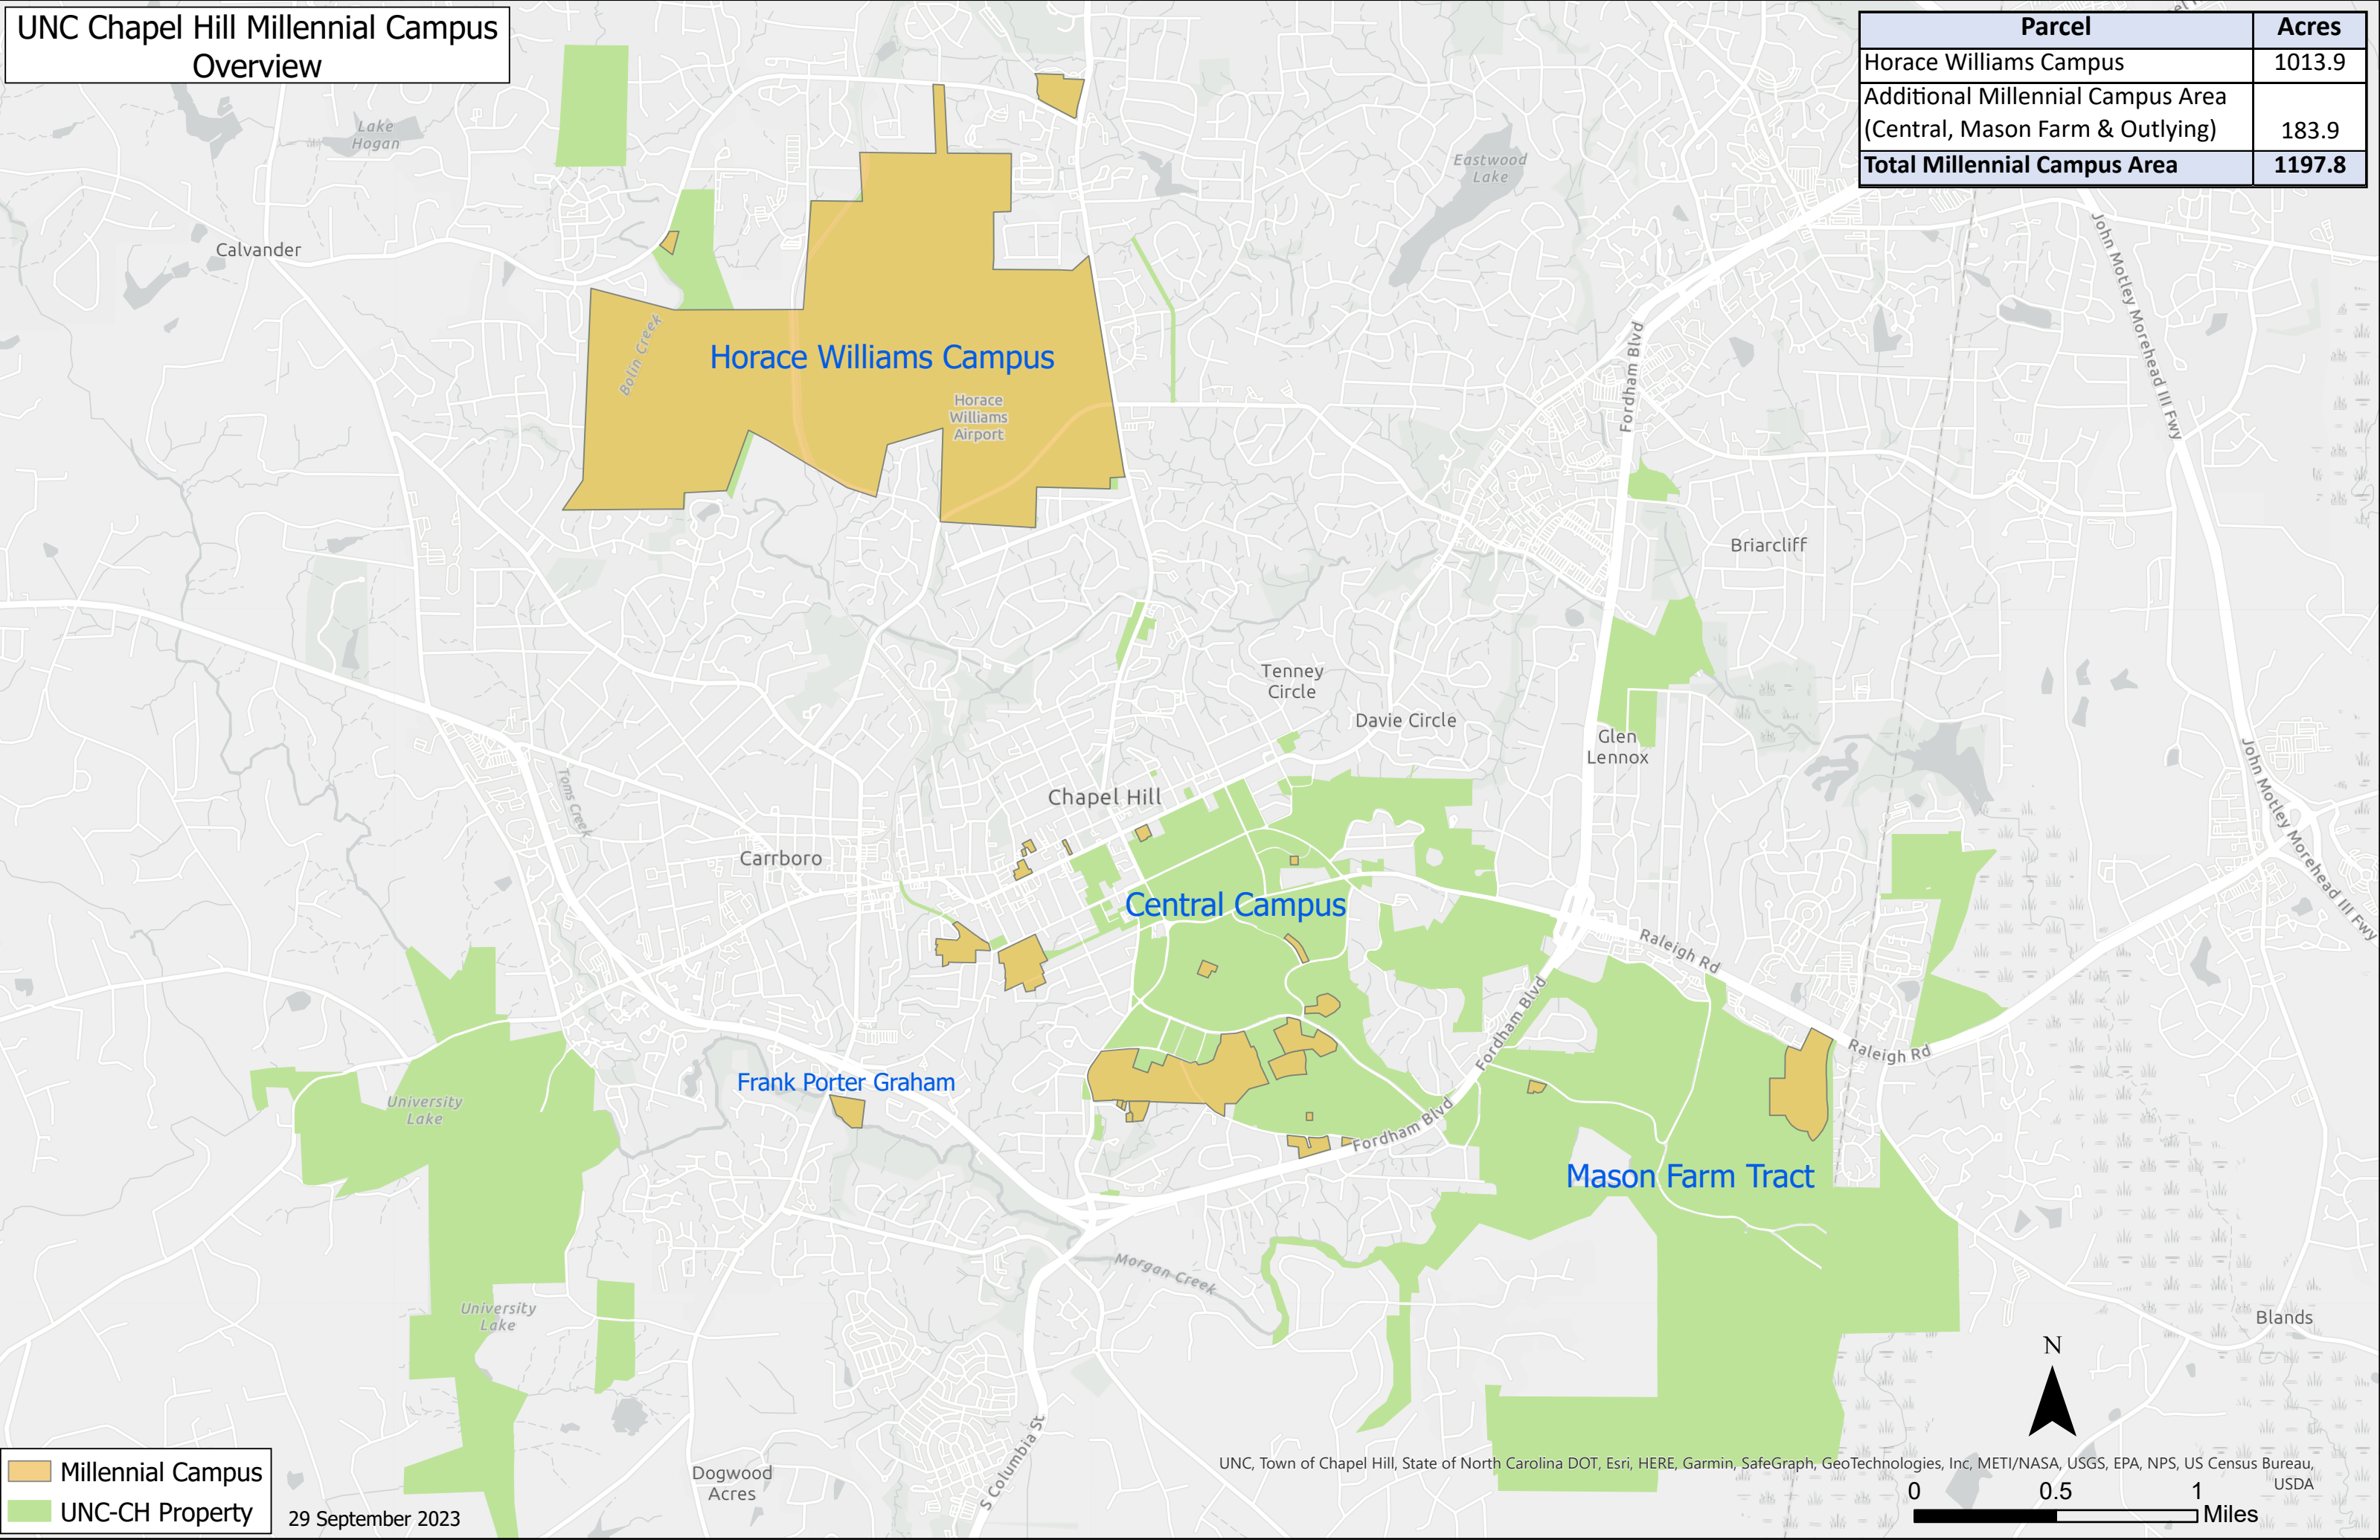 UNC Chapel Hill Millennial Campus
Overview
Parcel Acres
Horace Williams Campus 1013.9
Additional Millennial Campus Area
(Central, Mason Farm & Outlying) 183.9
Total Millennial Campus Area 1197.8
Lake
Hogan
Eastwood
Lake
Calvander
John Motley Morehead III Fwy
Bolin Creek
Horace Williams Campus
Fordham Blvd
Horace
Williams
Airport
Briarcliff
Tenney
Circle
Davie Circle
Glen
Lennox
Toms Creek
Chapel Hill
John Motley Morehead III Fwy
Carrboro
Central Campus
Raleigh Rd
Fordham Blvd
Raleigh Rd
Frank Porter Graham
University
Lake
Fordham Blvd
Mason Farm Tract
Morgan Creek
University
Lake
Blands
N
S Columbia St
Dogwood
Acres
UNC, Town of Chapel Hill, State of North Carolina DOT, Esri, HERE, Garmin, SafeGraph, GeoTechnologies, Inc, METI/NASA, USGS, EPA, NPS, US Census Bureau,
USDA
Millennial Campus
UNC-CH Property
29 September 2023
0 0.5 1
Miles